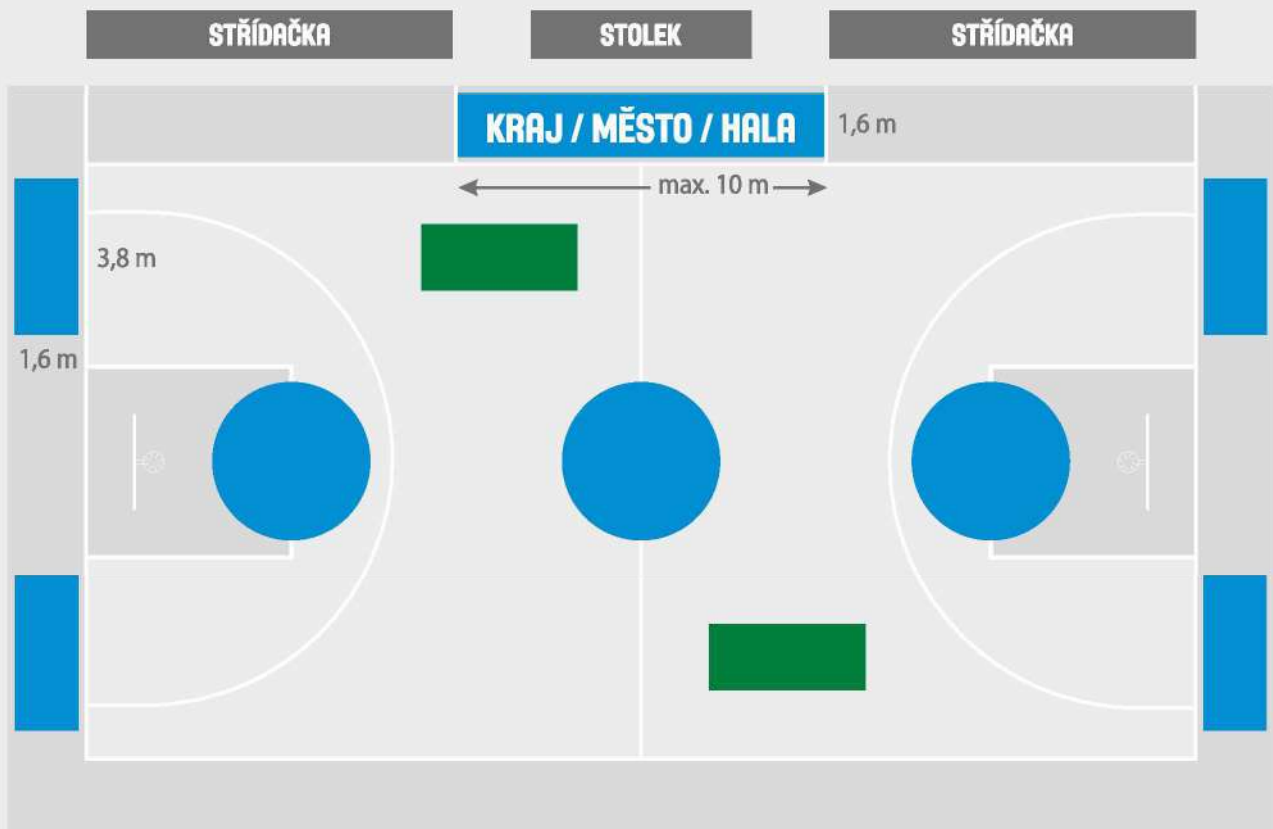 STŘÍDAČKA STOLEK STŘÍDAČKA
KRAJ / MĚSTO / HALA 1,6 m
max. 10 m
3,8 m
1,6 m